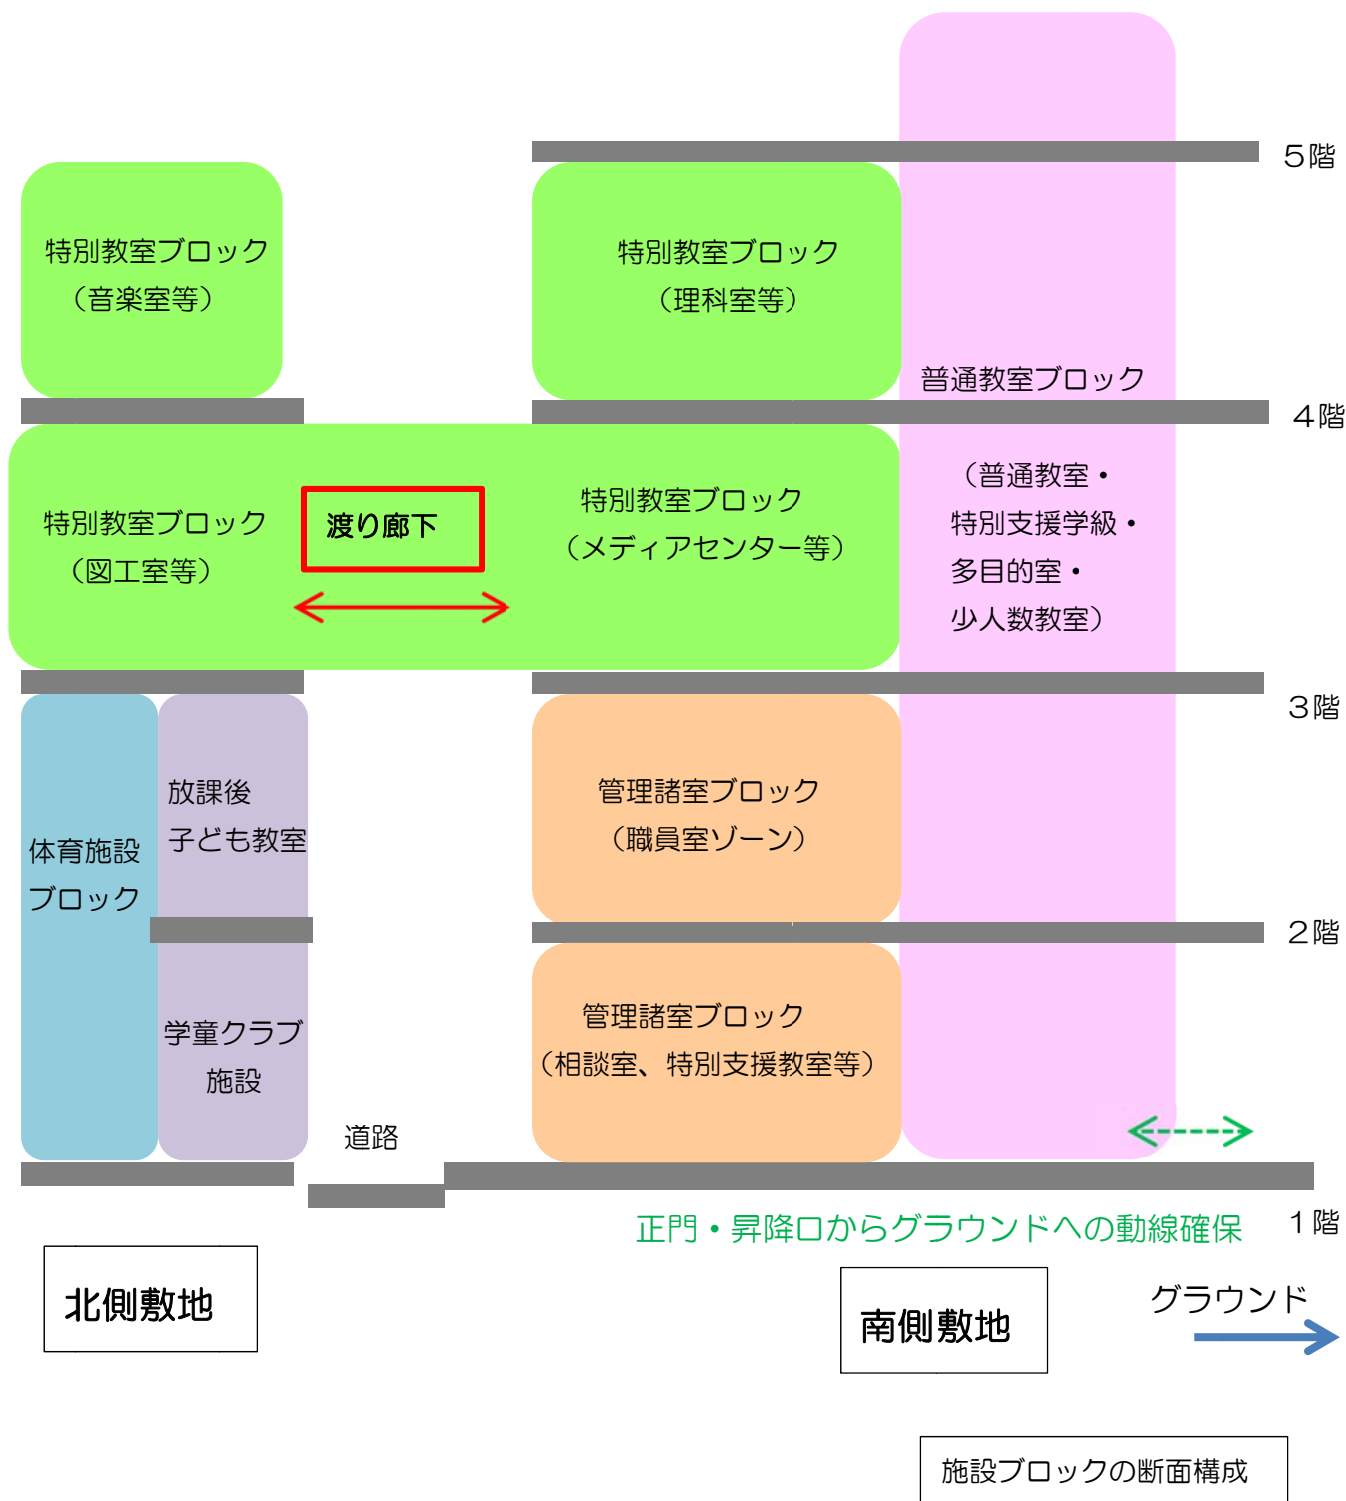 5階
特別教室ブロック
（音楽室等）
特別教室ブロック
（理科室等）
普通教室ブロック
4階
（普通教室・
特別支援学級・
多目的室・
少人数教室）
特別教室ブロック
（図工室等）
渡り廊下
特別教室ブロック
（メディアセンター等）
3階
放課後
子ども教室
体育施設
ブロック
管理諸室ブロック
（職員室ゾーン）
2階
学童クラブ
施設
管理諸室ブロック
（相談室、特別支援教室等）
道路
正門・昇降口からグラウンドへの動線確保
1階
北側敷地
南側敷地
グラウンド
施設ブロックの断面構成